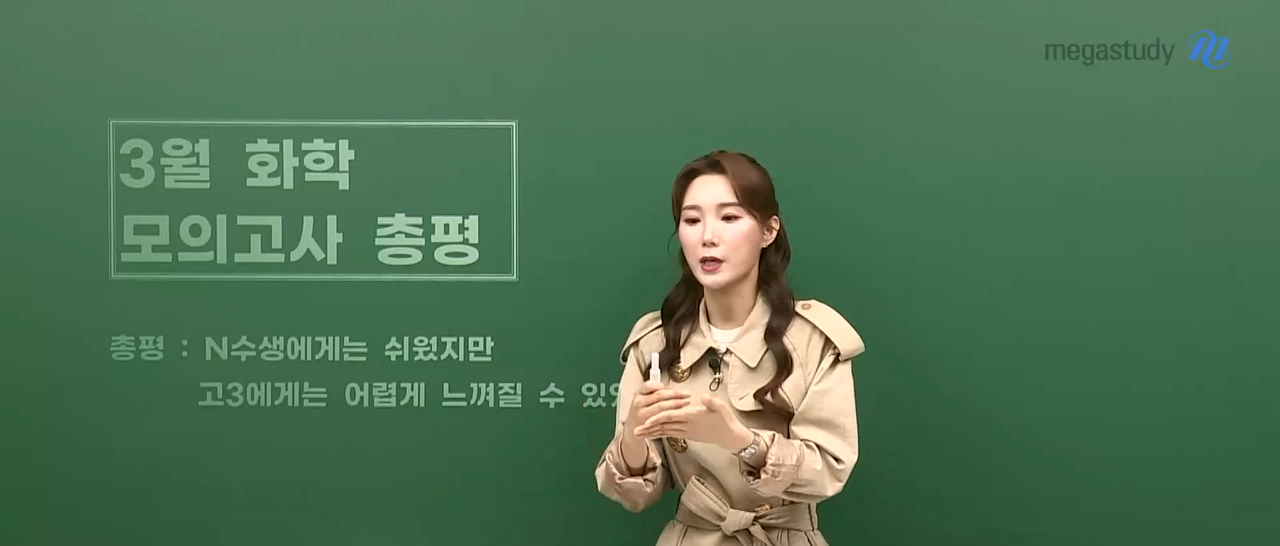 megastudy
3월 화학
모의고사 총평
총평 : N수생에게는 쉬웠지만
고3에게는 어렵게 느껴질 수